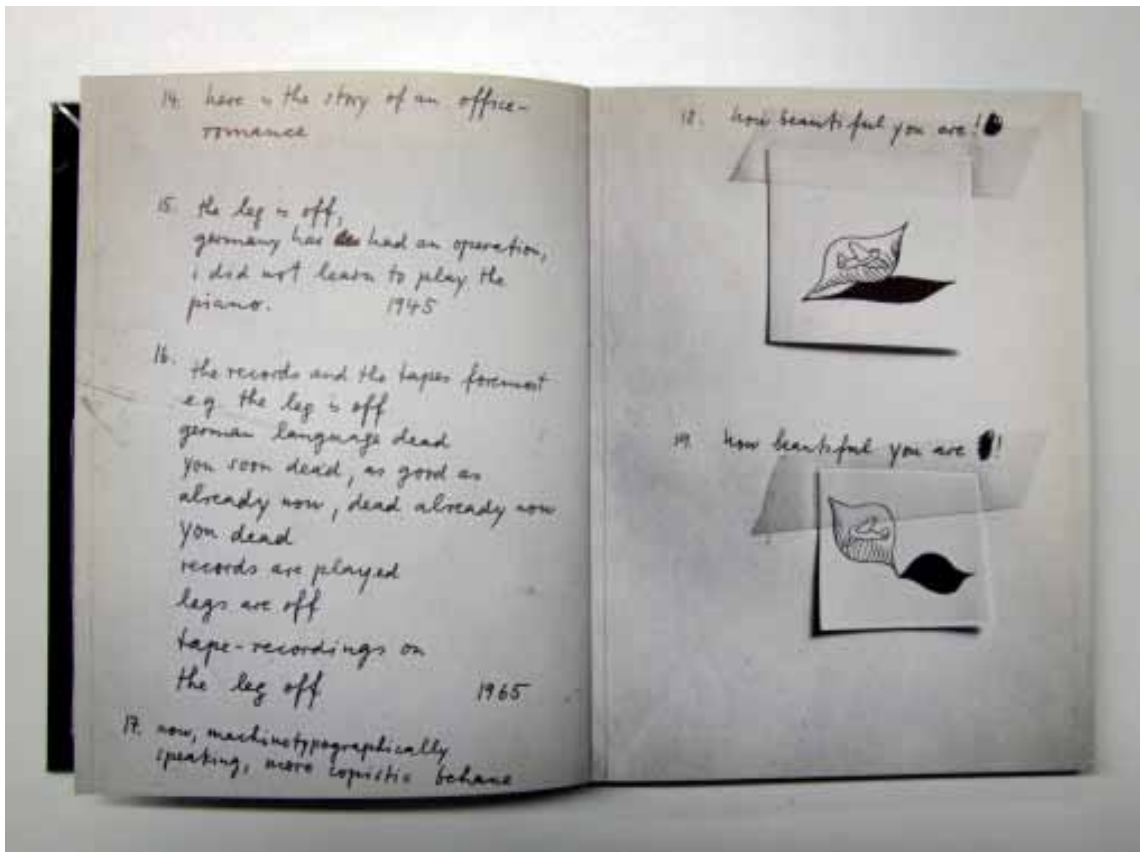 14. here is the story of an office-
romance
15. the leg is off,
germany has had an operation,
i did not learn to play the
piano. 1945
16. the records and the tapes foremost
e.g. the leg is off
german language dead
you soon dead, as good as
already now, dead already now
you dead
records are played
legs are off
tape-recordings on
the leg off 1965
17. now, machinotypographically
speaking, more copistic behave
18. how beautiful you are!
19. how beautiful you are !